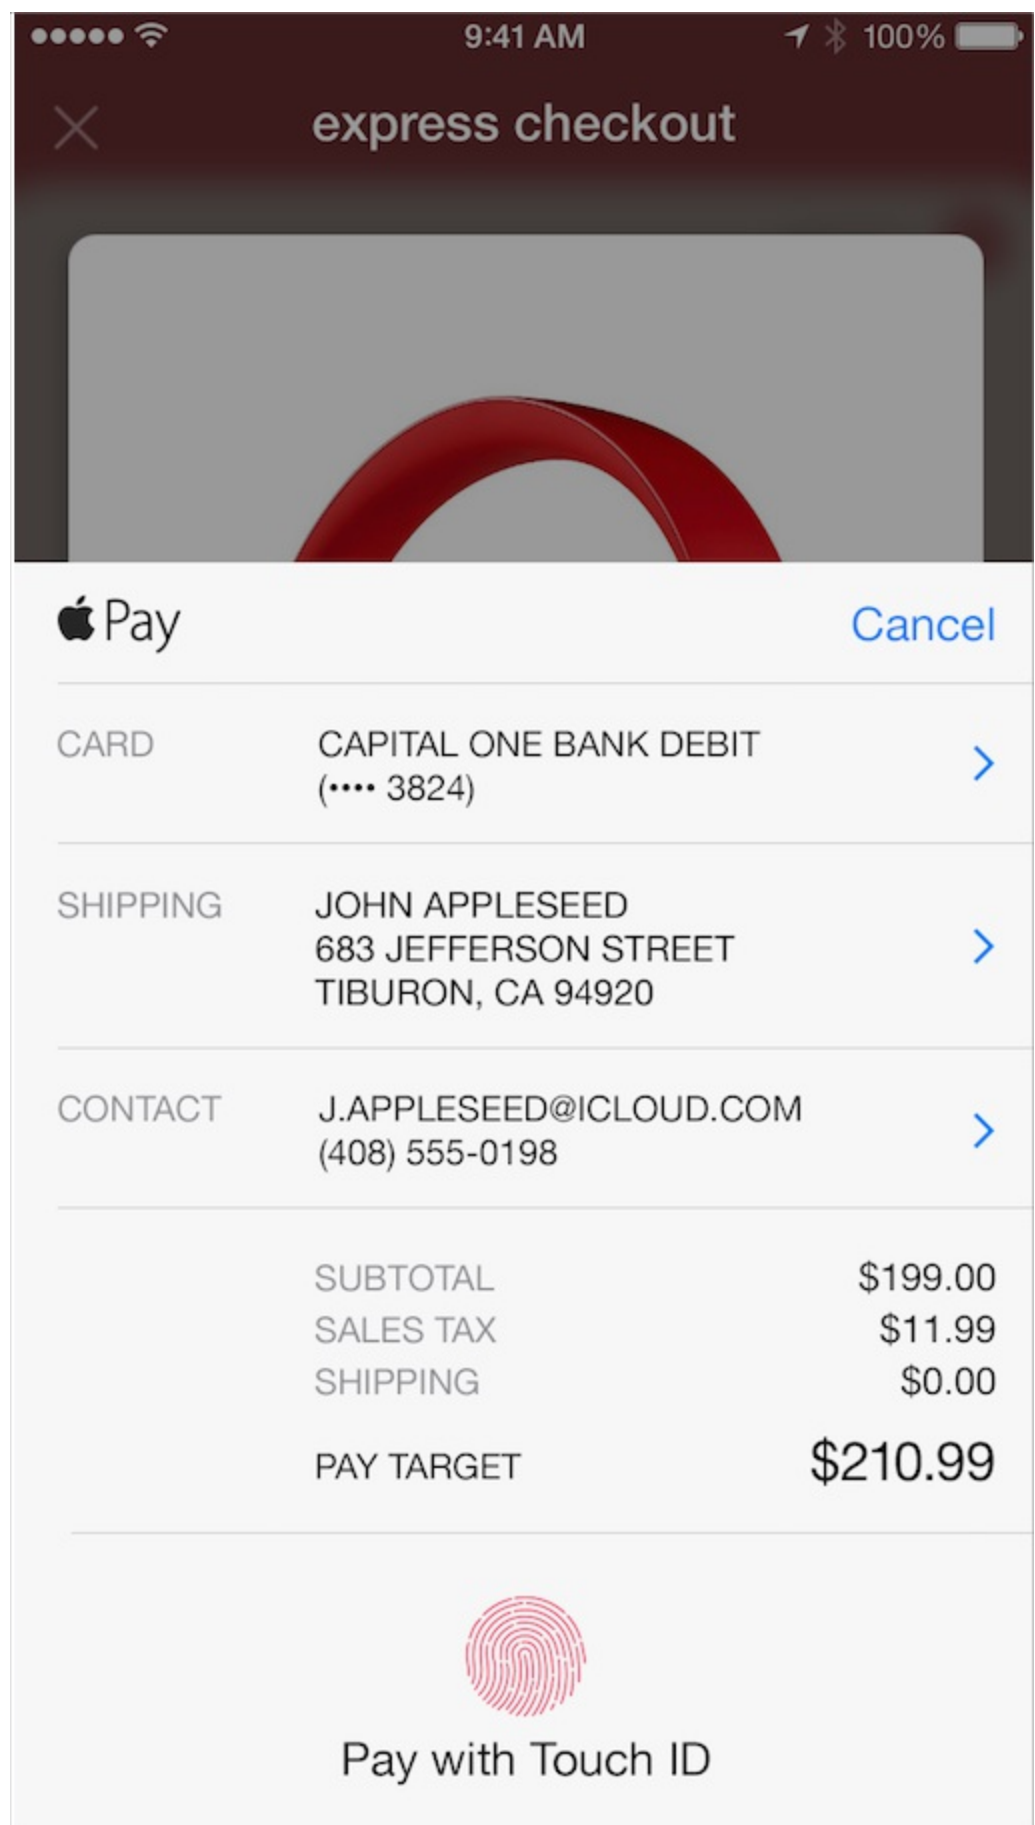 9:41 AM
100%
express checkout
Pay
Cancel
CARD
CAPITAL ONE BANK DEBIT
(•••• 3824)
SHIPPING
JOHN APPLESEED
683 JEFFERSON STREET
TIBURON, CA 94920
CONTACT
J.APPLESEED@ICLOUD.COM
(408) 555-0198
SUBTOTAL $199.00
SALES TAX $11.99
SHIPPING $0.00
PAY TARGET $210.99
Pay with Touch ID